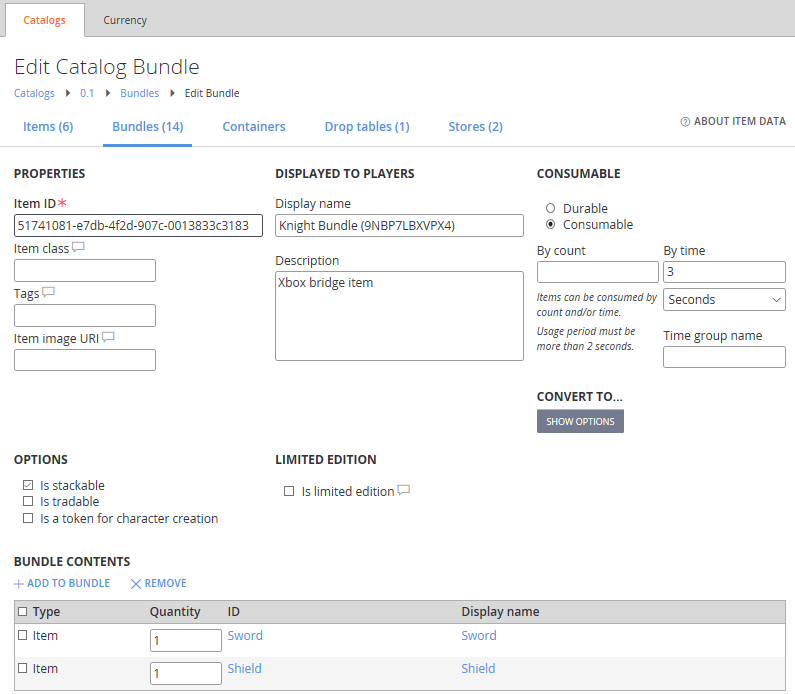 Catalogs Currency
Edit Catalog Bundle
Catalogs 0.1 Bundles Edit Bundle
Items (6) Bundles (14) Containers Drop tables (1) Stores (2) ABOUT ITEM DATA
PROPERTIES DISPLAYED TO PLAYERS CONSUMABLE
Item ID* Display name Durable
51741081-e7db-4f2d-907c-0013833c3183 Knight Bundle (9NBP7LBXVPX4) Consumable
Item class Description By count By time
Xbox bridge item 3
Tags Items can be consumed by Seconds
count and/or time.
Item image URI Usage period must be Time group name
more than 2 seconds.
CONVERT TO...
SHOW OPTIONS
OPTIONS LIMITED EDITION
Is stackable Is limited edition
Is tradable
Is a token for character creation
BUNDLE CONTENTS
ADD TO BUNDLE REMOVE
Type Quantity ID Display name
Item 1 Sword Sword
Item 1 Shield Shield